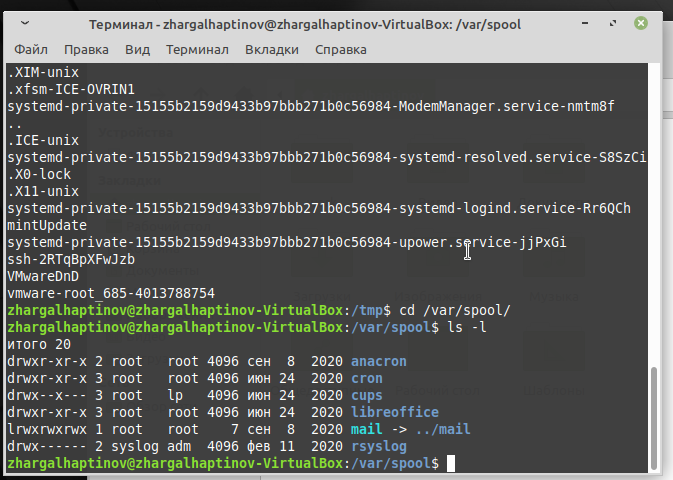 Терминал - zhargalhaptinov@zhargalhaptinov-VirtualBox: /var/spool
Файл Правка Вид Терминал Вкладки Справка
.XIM-unix
.xfsm-ICE-OVRIN1
systemd-private-15155b2159d9433b97bbb271b0c56984-ModemManager.service-nmtm8f
..
.ICE-unix
systemd-private-15155b2159d9433b97bbb271b0c56984-systemd-resolved.service-S8SzCi
.X0-lock
.X11-unix
systemd-private-15155b2159d9433b97bbb271b0c56984-systemd-logind.service-Rr6QCh
mintUpdate
systemd-private-15155b2159d9433b97bbb271b0c56984-upower.service-jjPxGi
ssh-2RTqBpXFwJzb
VMwareDnD
vmware-root_685-4013788754
zhargalhaptinov@zhargalhaptinov-VirtualBox:/tmp$ cd /var/spool/
zhargalhaptinov@zhargalhaptinov-VirtualBox:/var/spool$ ls -l
итого 20
drwxr-xr-x 2 root   root 4096 сен  8  2020 anacron
drwxr-xr-x 3 root   root 4096 июн 24  2020 cron
drwx--x--- 3 root   lp   4096 июн 24  2020 cups
drwxr-xr-x 3 root   root 4096 июн 24  2020 libreoffice
lrwxrwxrwx 1 root   root    7 сен  8  2020 mail -> ../mail
drwx------ 2 syslog adm  4096 фев 11  2020 rsyslog
zhargalhaptinov@zhargalhaptinov-VirtualBox:/var/spool$